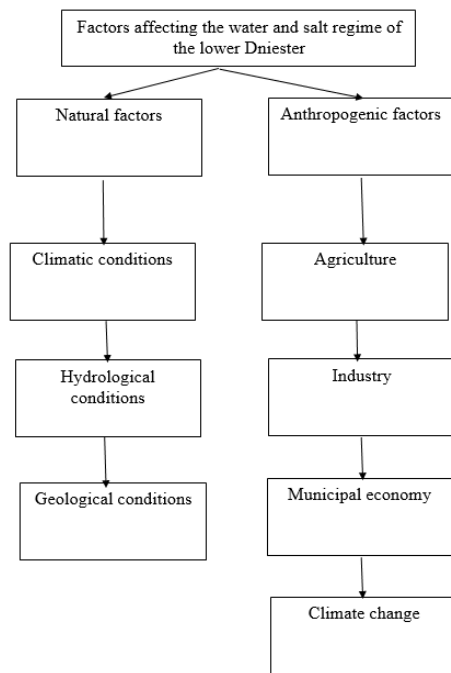 Factors affecting the water and salt regime of
the lower Dniester
Natural factors
Anthropogenic factors
Climatic conditions
Agriculture
Hydrological
conditions
Industry
Geological conditions
Municipal economy
Climate change